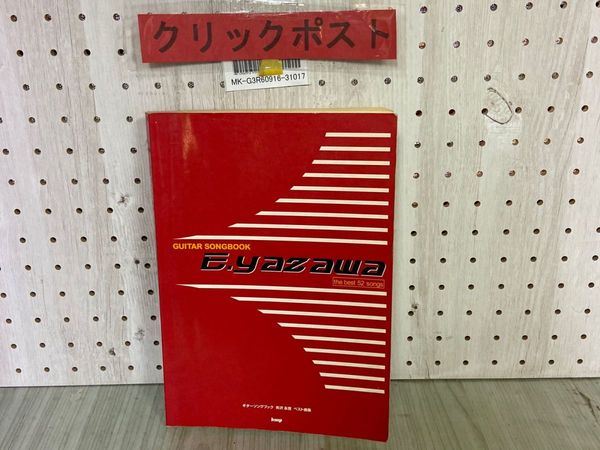 クリックポスト
MK-G3R60916-31017
GUITAR SONGBOOK
E.yazawa
the best 52 songs
ギターソングブック 矢沢永吉 ベスト曲集
kmp